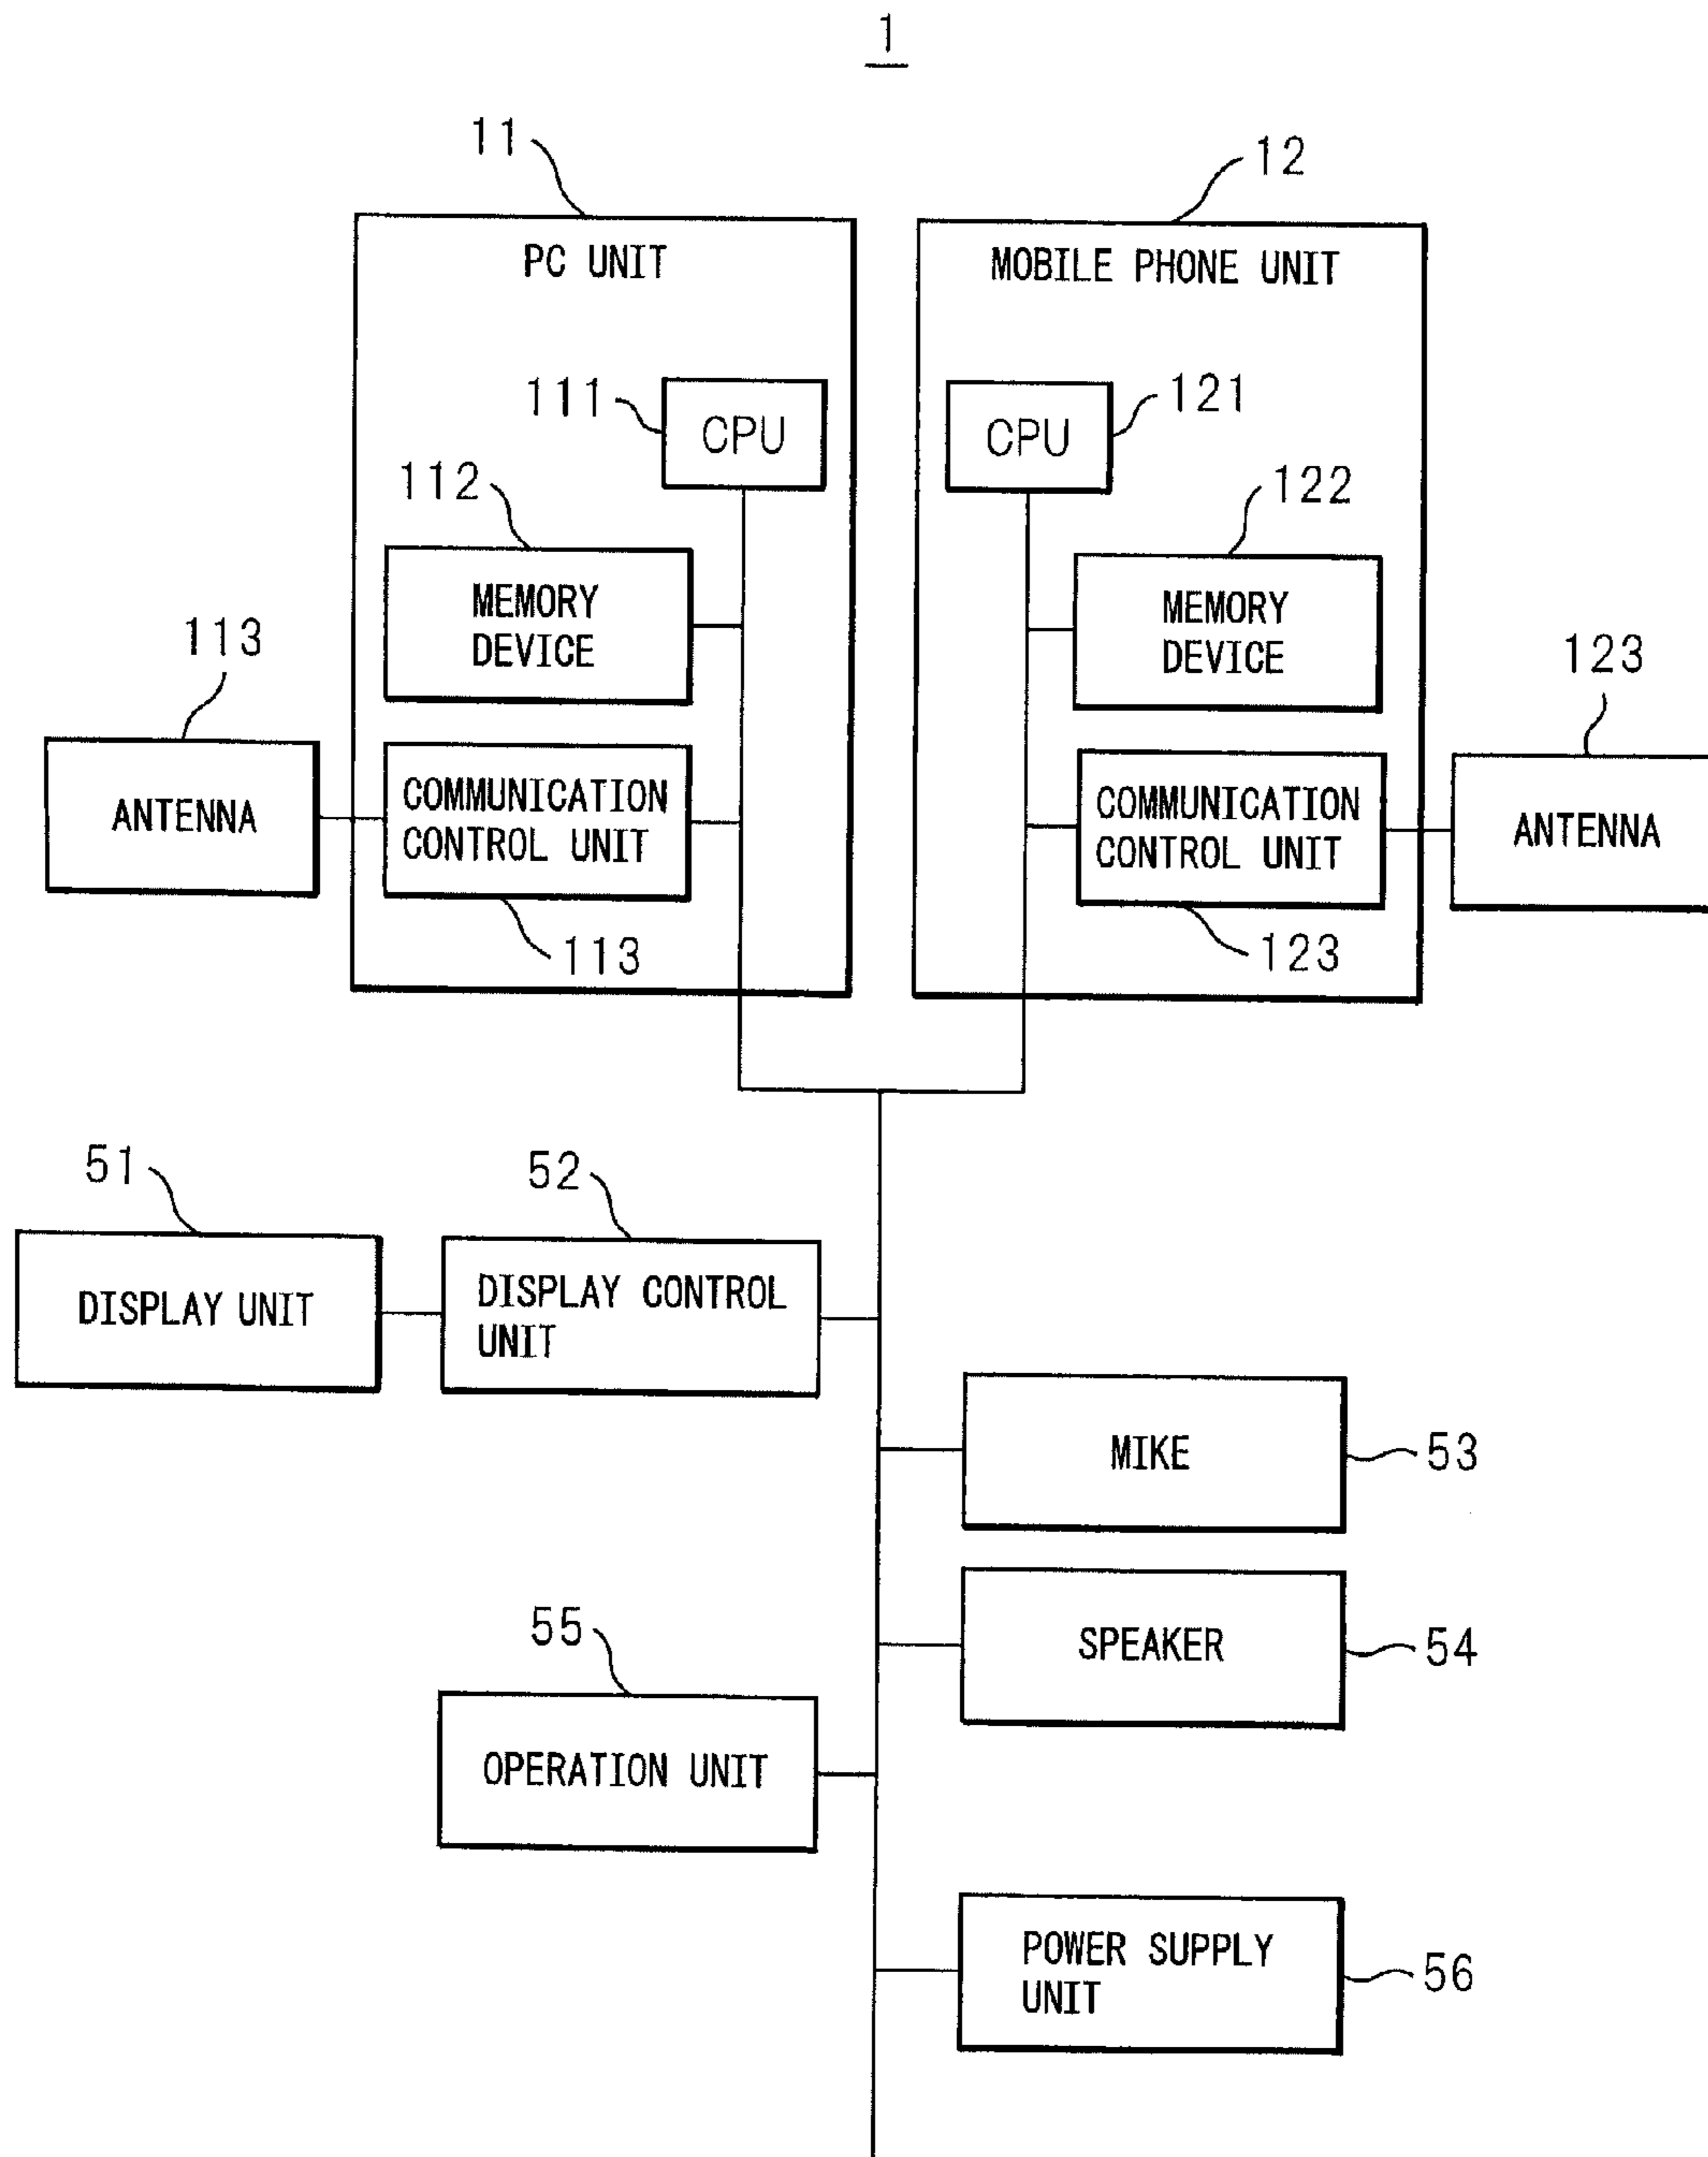 1
11
12
PC UNIT
MOBILE PHONE UNIT
111
CPU
CPU
121
112
122
MEMORY
DEVICE
MEMORY
DEVICE
113
123
ANTENNA
COMMUNICATION
CONTROL UNIT
COMMUNICATION
CONTROL UNIT
ANTENNA
113
123
51
52
DISPLAY UNIT
DISPLAY CONTROL
UNIT
MIKE
53
SPEAKER
54
55
OPERATION UNIT
POWER SUPPLY
UNIT
56